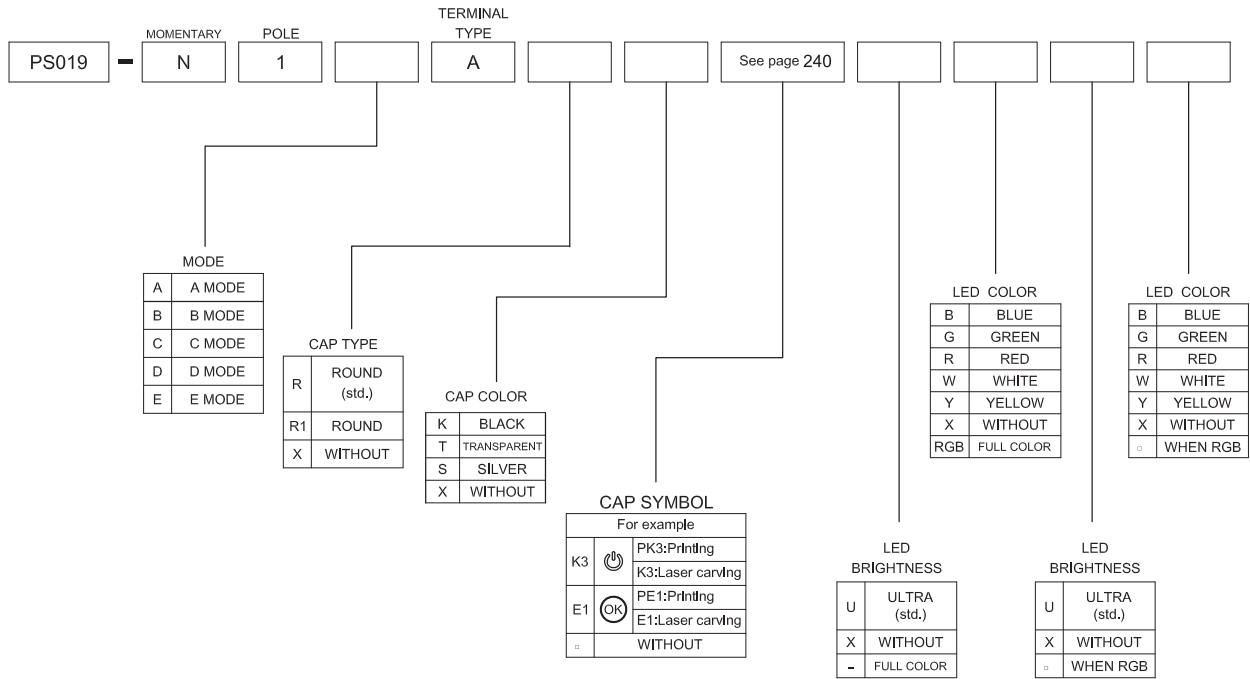 TERMINAL
MOMENTARY POLE TYPE
PS019 - N 1 A See page 240
MODE
A A MODE
B B MODE
C C MODE
D D MODE
E E MODE
CAP TYPE
R ROUND
(std.)
R1 ROUND
X WITHOUT
CAP COLOR
K BLACK
T TRANSPARENT
S SILVER
X WITHOUT
CAP SYMBOL
For example
K3 PK3:Printing
K3:Laser carving
E1 OK PE1:Printing
E1:Laser carving
▫ WITHOUT
LED
BRIGHTNESS
U ULTRA
(std.)
X WITHOUT
– FULL COLOR
LED COLOR
B BLUE
G GREEN
R RED
W WHITE
Y YELLOW
X WITHOUT
RGB FULL COLOR
LED
BRIGHTNESS
U ULTRA
(std.)
X WITHOUT
▫ WHEN RGB
LED COLOR
B BLUE
G GREEN
R RED
W WHITE
Y YELLOW
X WITHOUT
▫ WHEN RGB